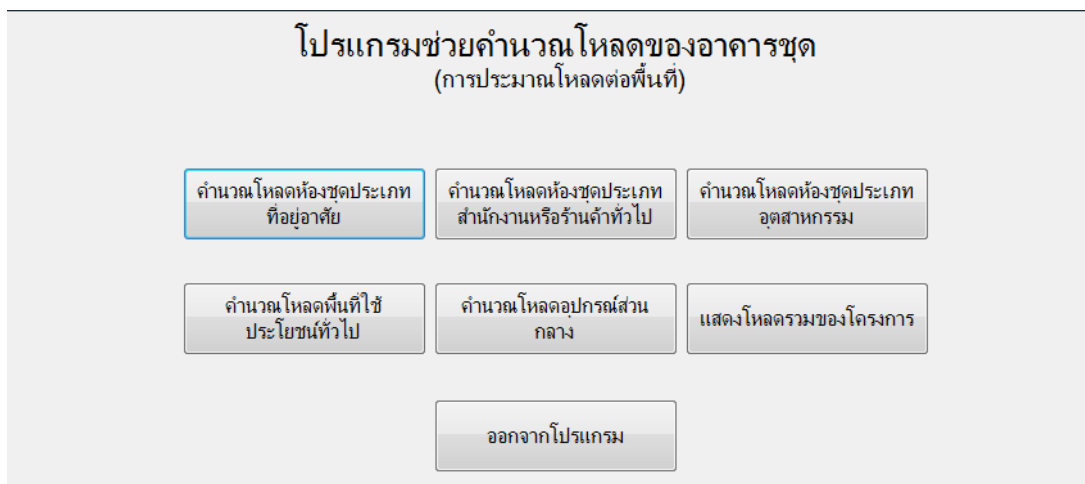 โปรแกรมช่วยคำนวณโหลดของอาคารชุด
(การประมาณโหลดต่อพื้นที่)
คำนวณโหลดห้องชุดประเภท
ที่อยู่อาศัย
คำนวณโหลดห้องชุดประเภท
สำนักงานหรือร้านค้าทั่วไป
คำนวณโหลดห้องชุดประเภท
อุตสาหกรรม
คำนวณโหลดพื้นที่ใช้
ประโยชน์ทั่วไป
คำนวณโหลดอุปกรณ์ส่วน
กลาง
แสดงโหลดรวมของโครงการ
ออกจากโปรแกรม